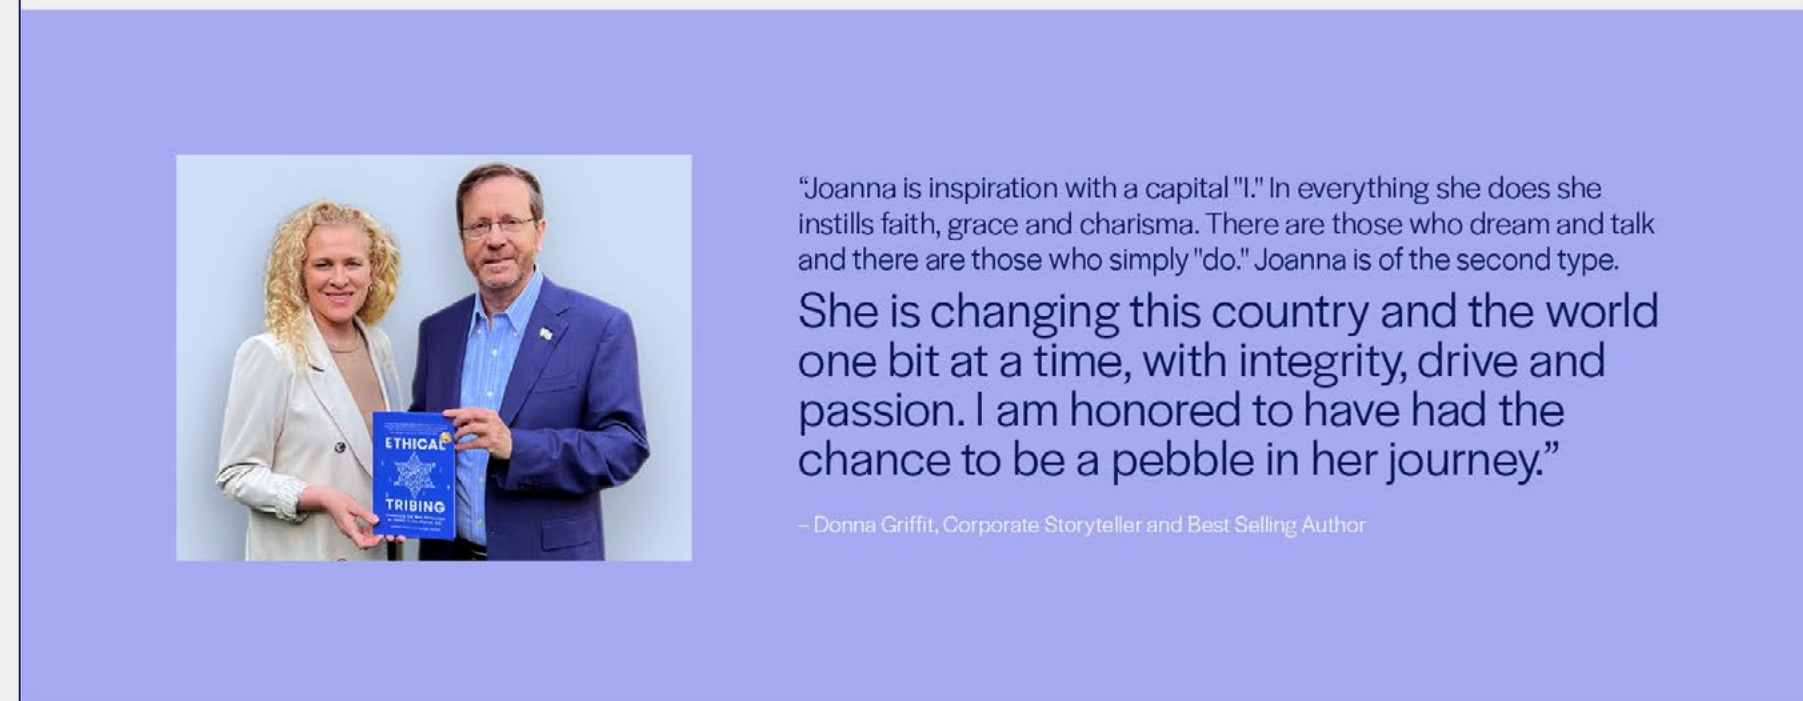 ETHICAL
TRIBING
“Joanna is inspiration with a capital "I." In everything she does she
instills faith, grace and charisma. There are those who dream and talk
and there are those who simply "do." Joanna is of the second type.
She is changing this country and the world
one bit at a time, with integrity, drive and
passion. I am honored to have had the
chance to be a pebble in her journey.”
– Donna Griffit, Corporate Storyteller and Best Selling Author